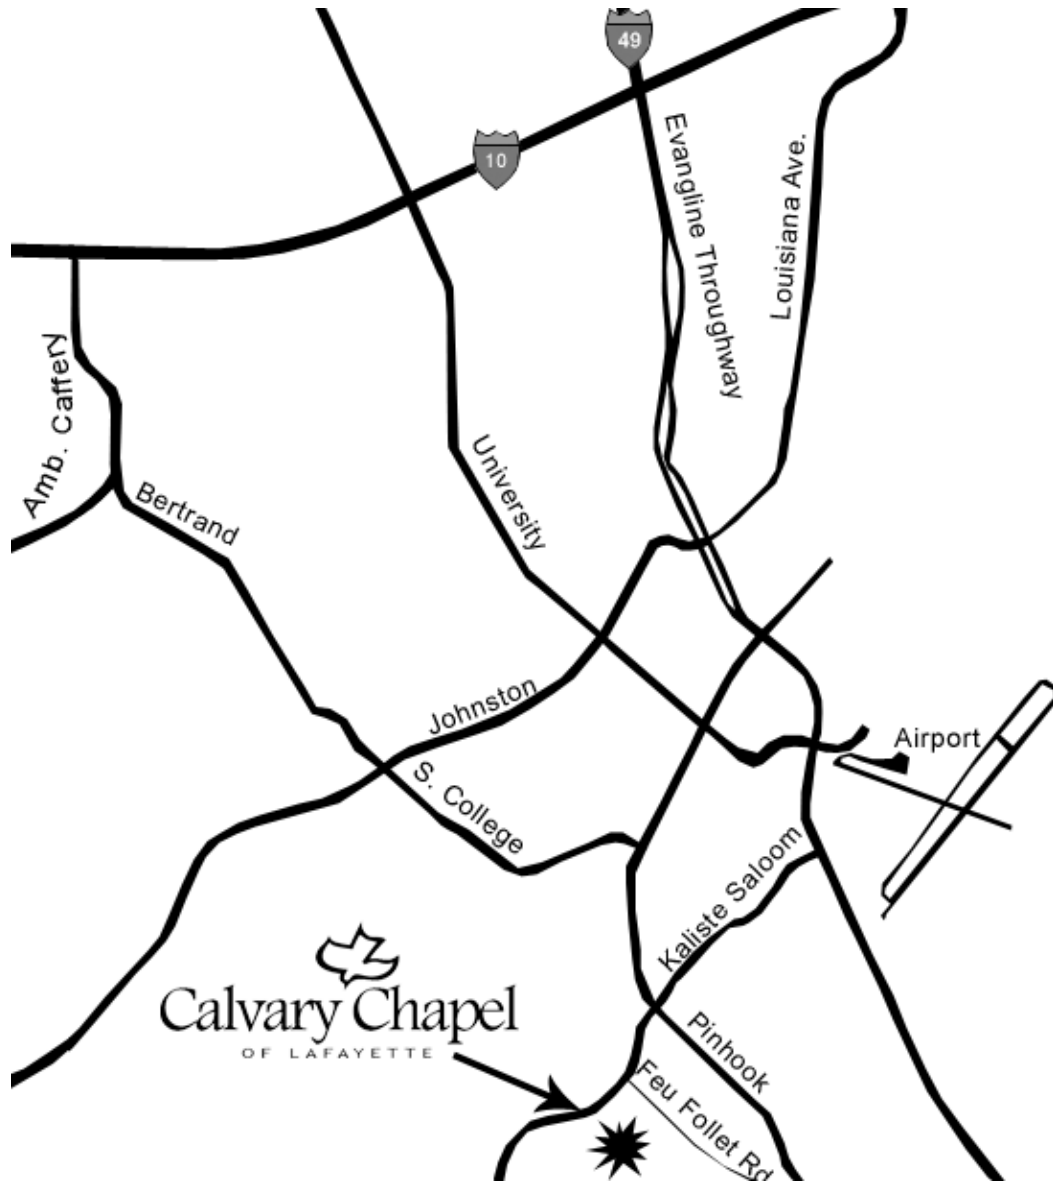 49
10
Evangline Throughway
Louisiana Ave.
Amb. Caffery
Bertrand
University
Johnston
S. College
Airport
Kaliste Saloom
Calvary Chapel
OF LAFAYETTE
Pinhook
Feu Follet Rd